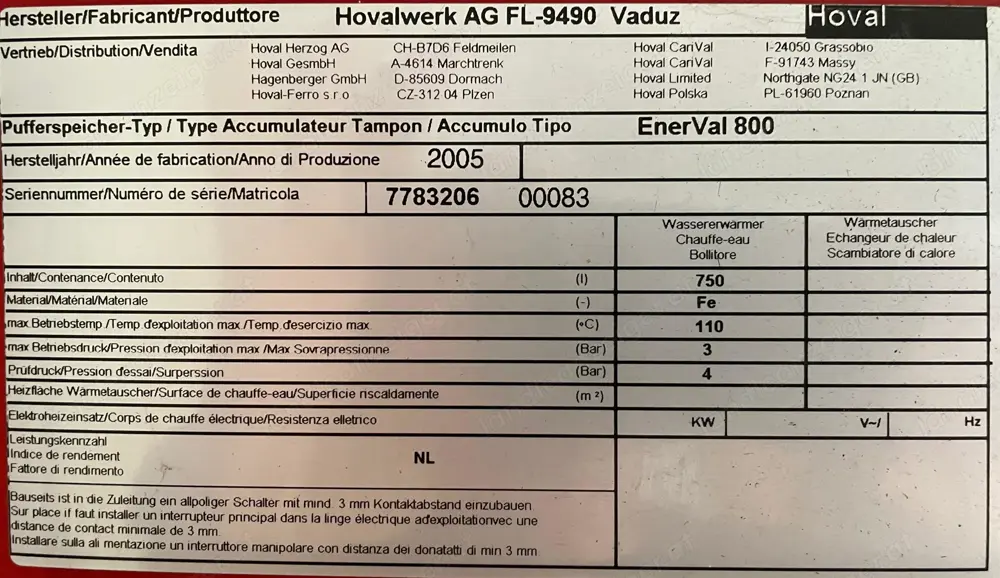 Hersteller/Fabricant/Produttore Hovalwerk AG FL-9490 Vaduz Hoval
Vertrieb/Distribution/Vendita Hoval Herzog AG CH-B7D6 Feldmeilen Hoval CariVal I-24050 Grassobio
Hoval GesmbH A-4614 Marchtrenk Hoval CariVal F-91743 Massy
Hagenberger GmbH D-85609 Dormach Hoval Limited Northgate NG24 1 JN (GB)
Hoval-Ferro s r o CZ-312 04 Plzen Hoval Polska PL-61960 Poznan
Pufferspeicher-Typ / Type Accumulateur Tampon / Accumulo Tipo EnerVal 800
Herstelljahr/Année de fabrication/Anno di Produzione 2005
Seriennummer/Numéro de série/Matricola 7783206 00083
Wassererwärmer Wärmetauscher
Chauffe-eau Echangeur de chaleur
Bollitore Scambiatore di calore
Inhalt/Contenance/Contenuto (l) 750
Material/Matérial/Materiale (-) Fe
max.Betriebstemp./Temp.d'exploitation max./Temp.desercizio max. (°C) 110
max Betriebsdruck/Pression d'exploitation max /Max Sovrapressionne (Bar) 3
Prüfdruck/Pression d'essai/Surperssion (Bar) 4
Heizfläche Wärmetauscher/Surface de chauffe-eau/Superficie riscaldamente (m²)
Elektroheizeinsatz/Corps de chauffe électrique/Resistenza elletrico KW V~/ Hz
Leistungskennzahl
Indice de rendement NL
Fattore di rendimento
Bauseits ist in die Zuleitung ein allpoliger Schalter mit mind. 3 mm Kontaktabstand einzubauen
Sur place if faut installer un interrupteur principal dans la linge électrique ad'exploitationvec une
distance de contact minimale de 3 mm.
Installare sulla ali mentazione un interruttore manipolare con distanza dei donatatti di min 3 mm